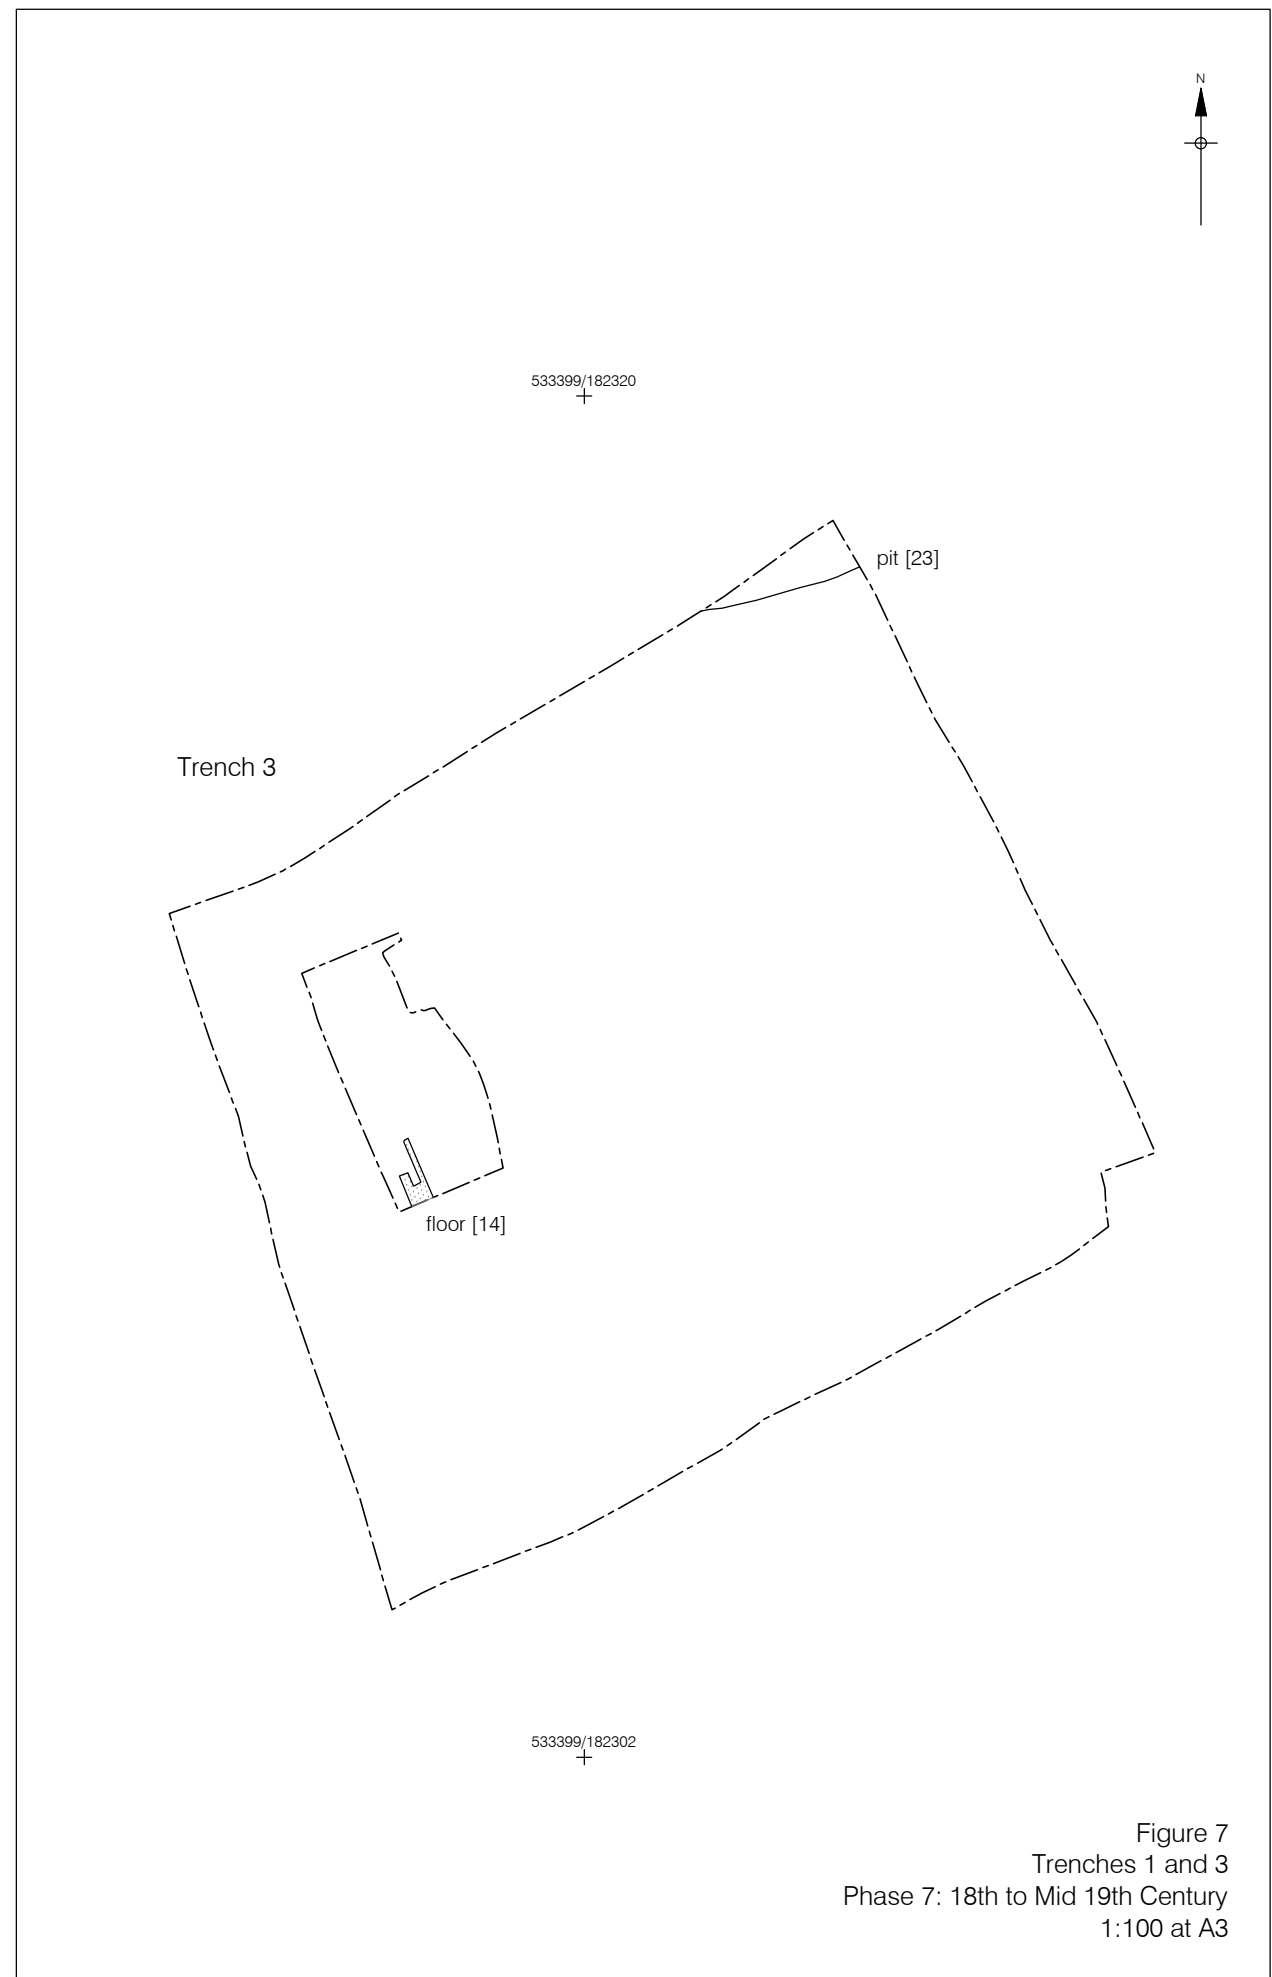 N
533399/182320
pit [23]
Trench 3
floor [14]
533399/182302
Figure 7
Trenches 1 and 3
Phase 7: 18th to Mid 19th Century
1:100 at A3